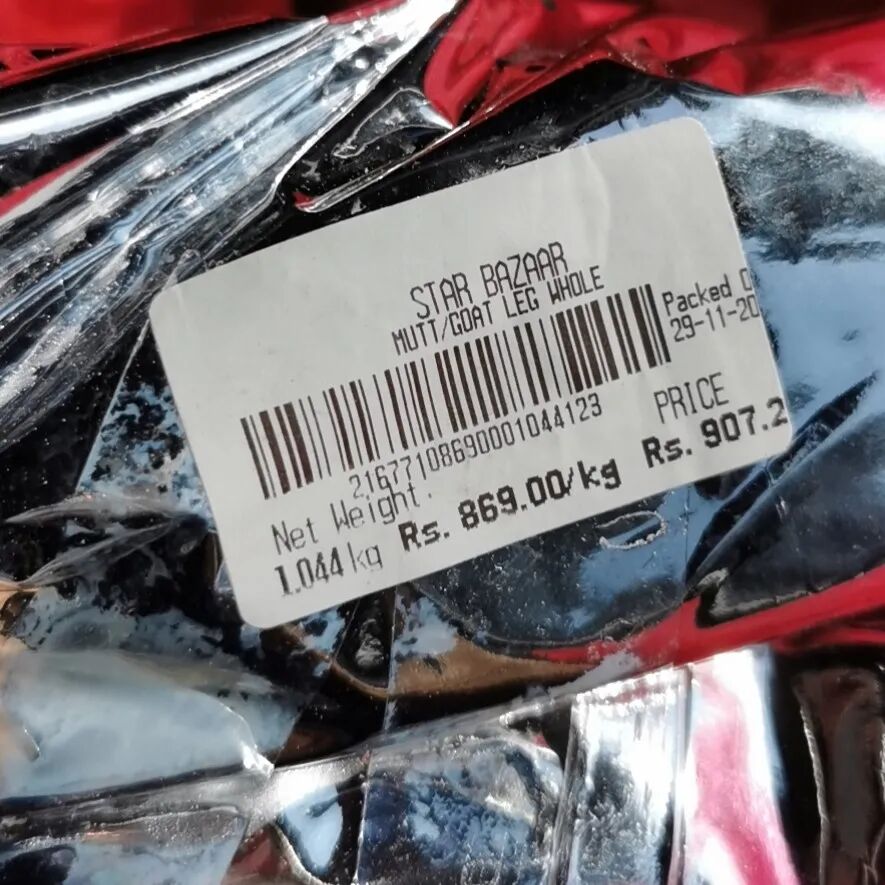 STAR BAZAAR
MUTT/GOAT LEG WHOLE
Packed
29-11-20
21677108690001044123
PRICE
Net Weight.
1.044 kg Rs. 869.00/kg Rs. 907.2